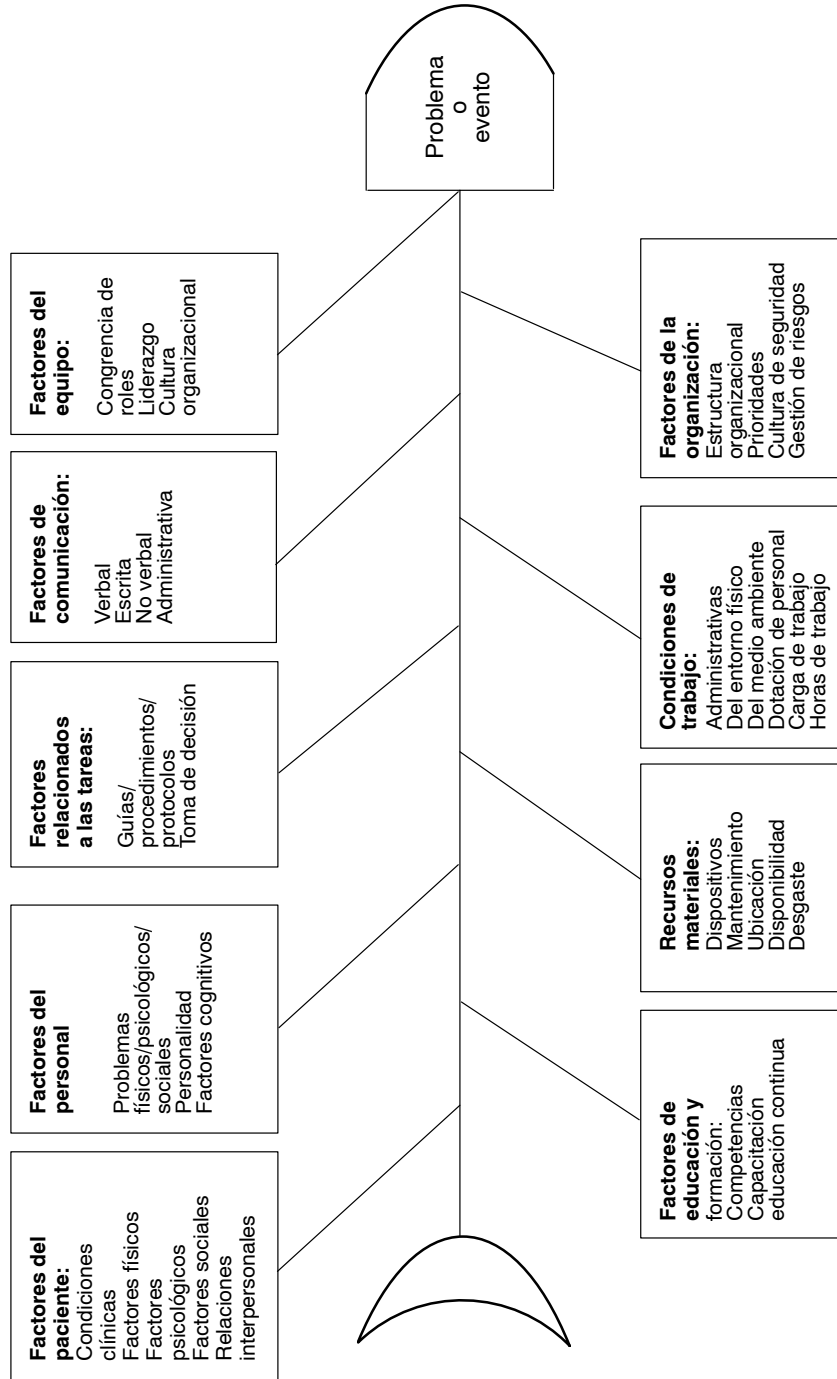 Factores del
paciente:
Condiciones
clínicas
Factores físicos
Factores
psicológicos
Factores sociales
Relaciones
interpersonales
Factores del
personal
Problemas
físicos/psicológicos/
sociales
Personalidad
Factores cognitivos
Factores
relacionados
a las tareas:
Guías/
procedimientos/
protocolos
Toma de decisión
Factores de
comunicación:
Verbal
Escrita
No verbal
Administrativa
Factores del
equipo:
Congrencia de
roles
Liderazgo
Cultura
organizacional
Problema
o
evento
Factores de
educación y
formación:
Competencias
Capacitación
educación continua
Recursos
materiales:
Dispositivos
Mantenimiento
Ubicación
Disponibilidad
Desgaste
Condiciones de
trabajo:
Administrativas
Del entorno físico
Del medio ambiente
Dotación de personal
Carga de trabajo
Horas de trabajo
Factores de la
organización:
Estructura
organizacional
Prioridades
Cultura de seguridad
Gestión de riesgos